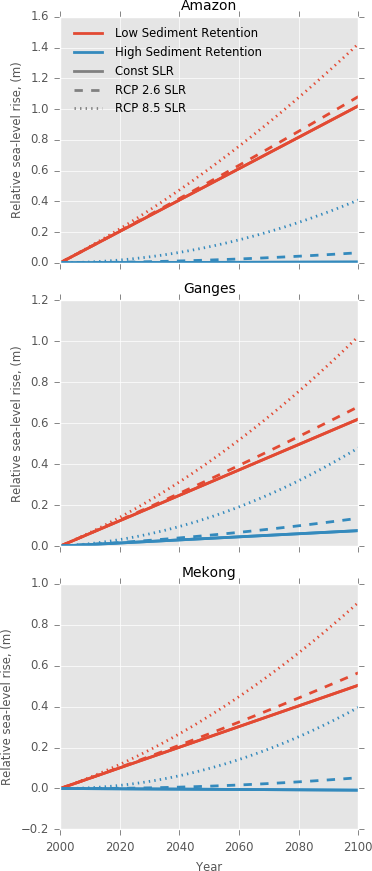 Amazon
1.6
1.4
1.2
1.0
0.8
0.6
0.4
0.2
0.0
Relative sea-level rise, (m)
Low Sediment Retention
High Sediment Retention
Const SLR
RCP 2.6 SLR
RCP 8.5 SLR
Ganges
1.2
1.0
0.8
0.6
0.4
0.2
0.0
Relative sea-level rise, (m)
Mekong
1.0
0.8
0.6
0.4
0.2
0.0
−0.2
Relative sea-level rise, (m)
2000 2020 2040 2060 2080 2100
Year